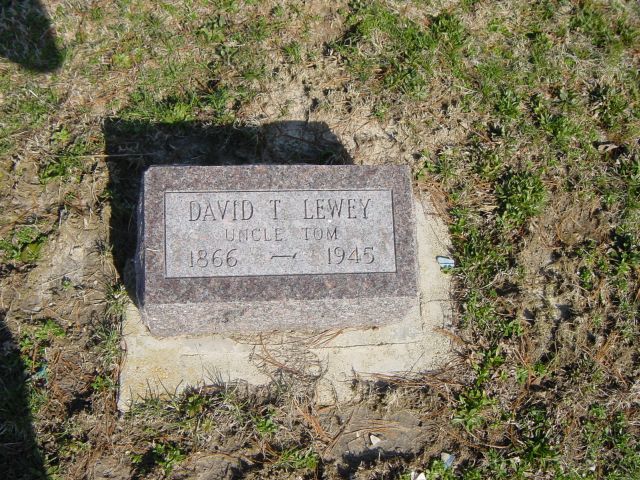 DAVID T LEWEY
UNCLE TOM
1866 — 1945